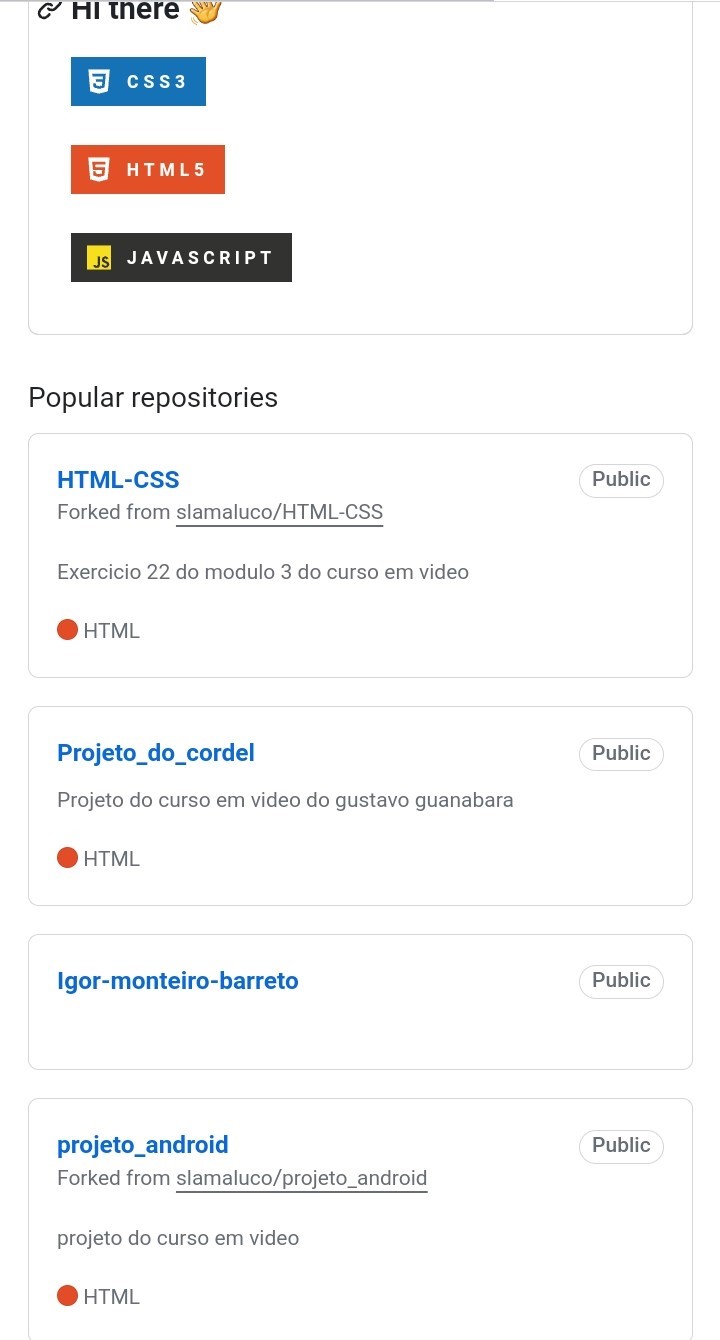 Hi there 👋
CSS3
HTML5
JS JAVASCRIPT
Popular repositories
HTML-CSS Public
Forked from slamaluco/HTML-CSS
Exercicio 22 do modulo 3 do curso em video
HTML
Projeto_do_cordel Public
Projeto do curso em video do gustavo guanabara
HTML
Igor-monteiro-barreto Public
projeto_android Public
Forked from slamaluco/projeto_android
projeto do curso em video
HTML